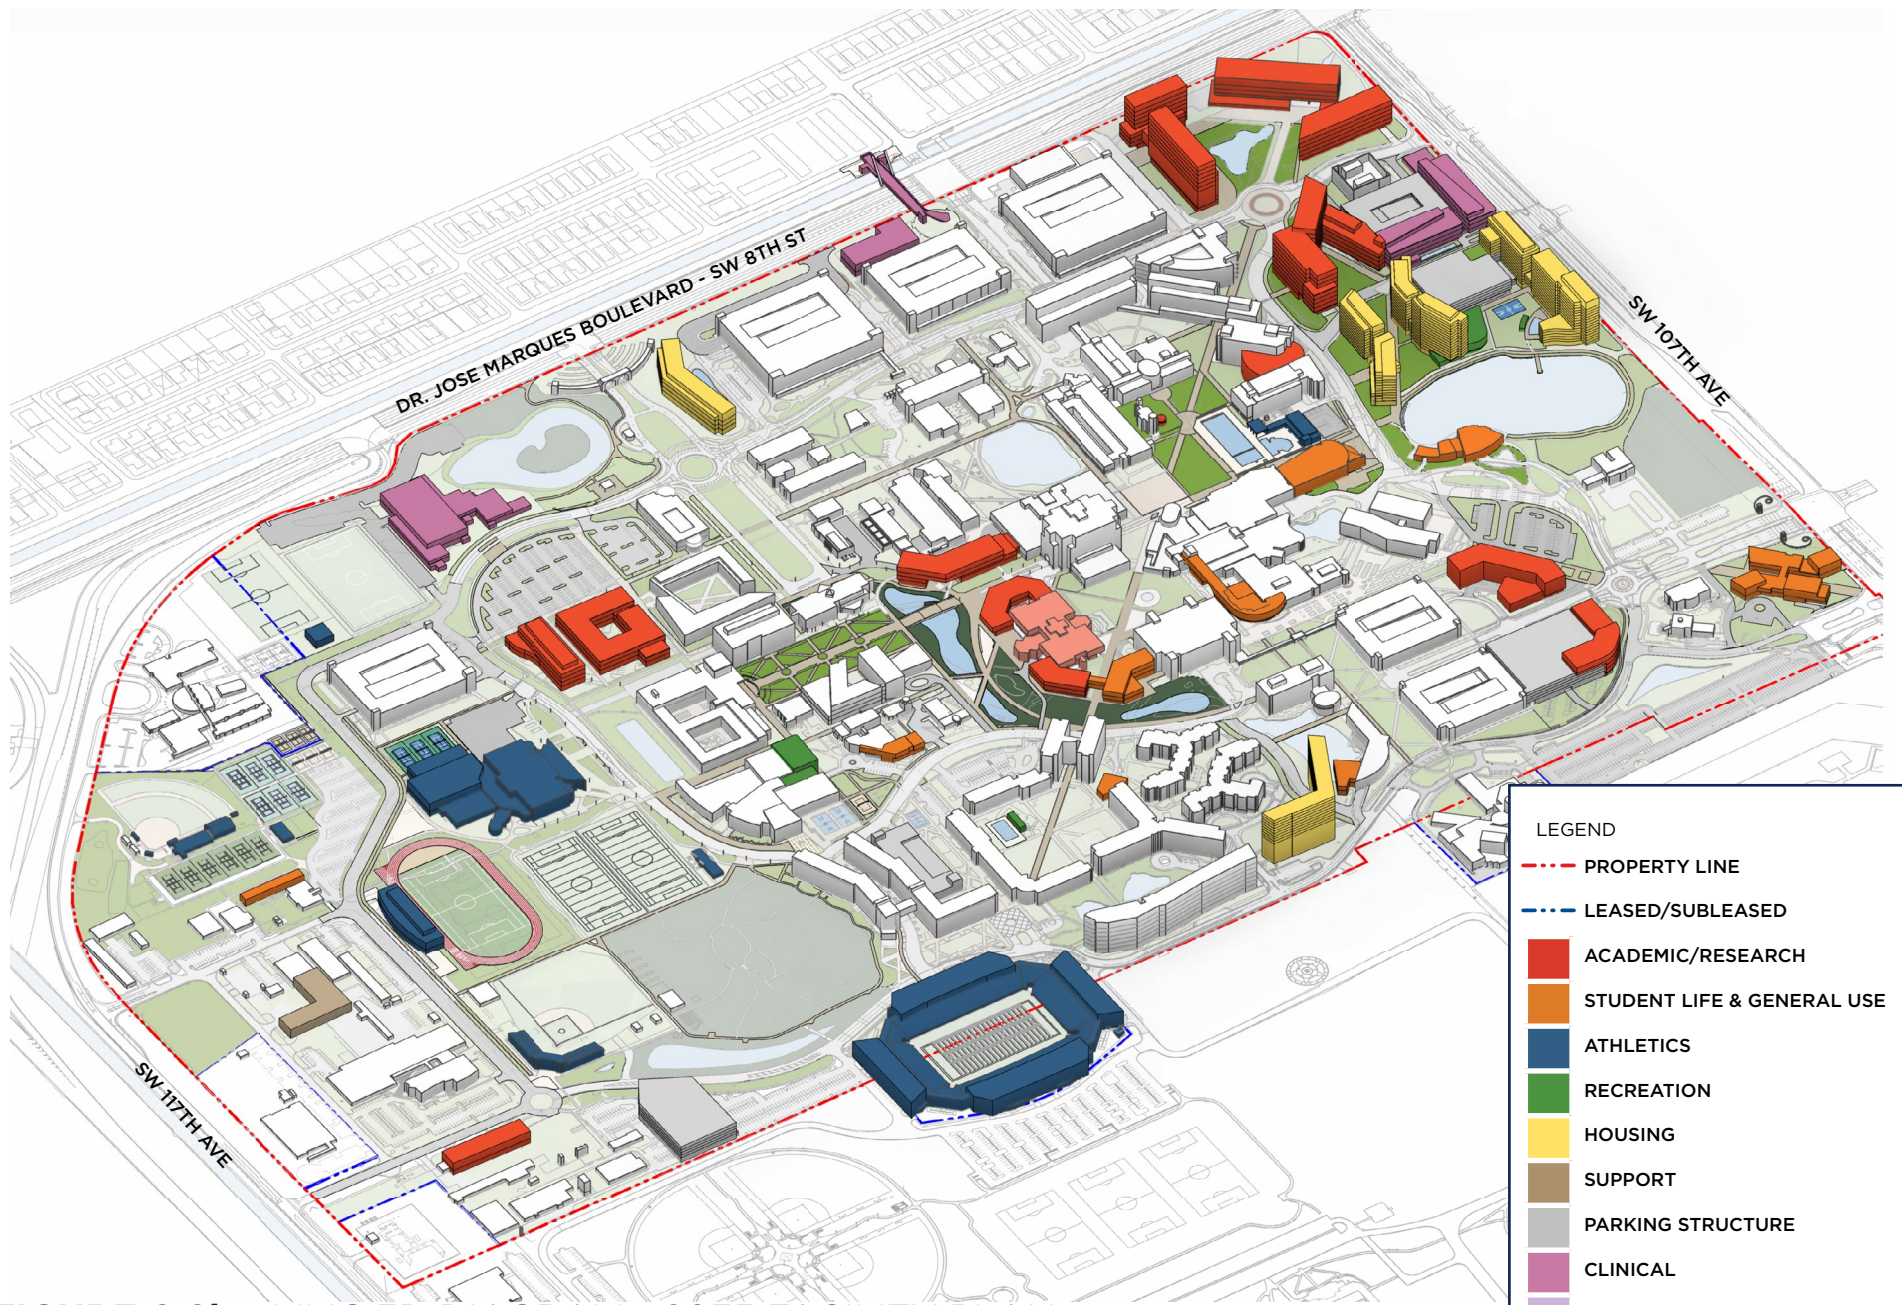 DR. JOSE MARQUES BOULEVARD - SW 8TH ST
SW 107TH AVE
SW 117TH AVE
LEGEND
PROPERTY LINE
LEASED/SUBLEASED
ACADEMIC/RESEARCH
STUDENT LIFE & GENERAL USE
ATHLETICS
RECREATION
HOUSING
SUPPORT
PARKING STRUCTURE
CLINICAL